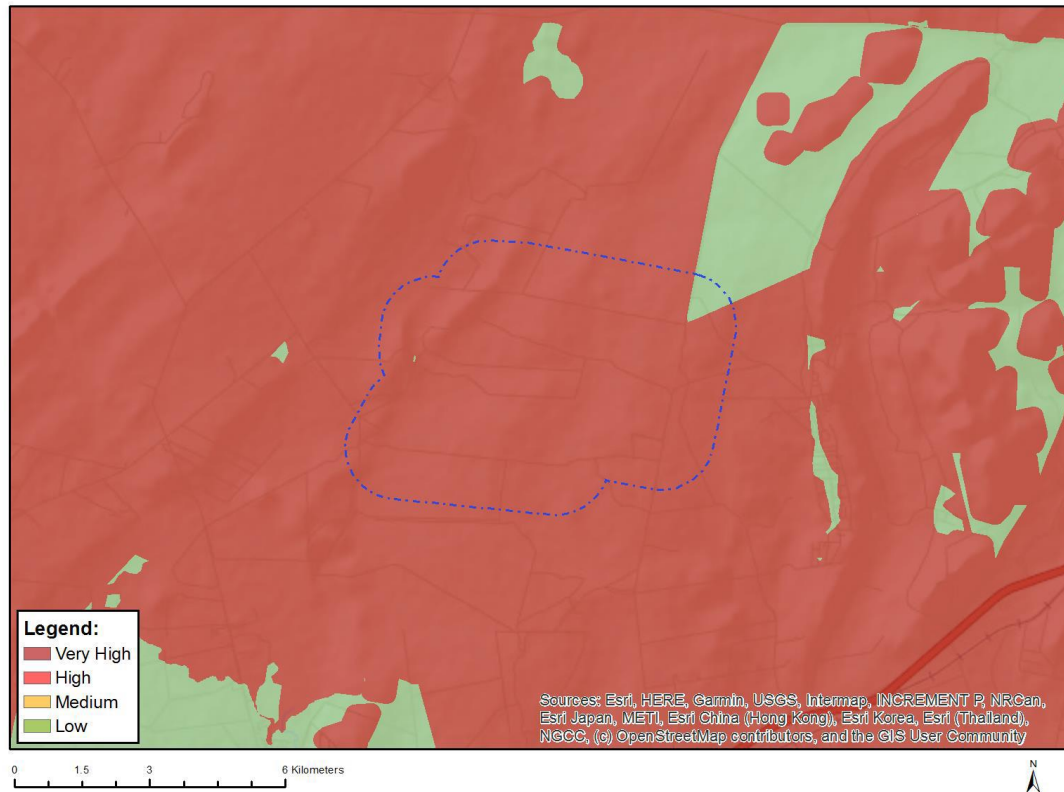 Legend:
Very High
High
Medium
Low
Sources: Esri, HERE, Garmin, USGS, Intermap, INCREMENT P, NRCan,
Esri Japan, METI, Esri China (Hong Kong), Esri Korea, Esri (Thailand),
NGCC, (c) OpenStreetMap contributors, and the GIS User Community
0 1.5 3 6 Kilometers
N